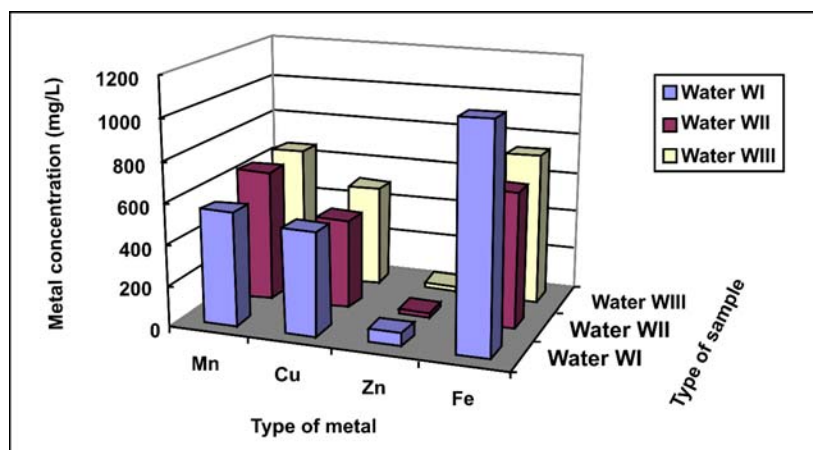 Metal concentration (mg/L)
1200
1000
800
600
400
200
0
Mn
Cu
Zn
Fe
Type of metal
Water WI
Water WII
Water WIII
Type of sample
Water WI
Water WII
Water WIII